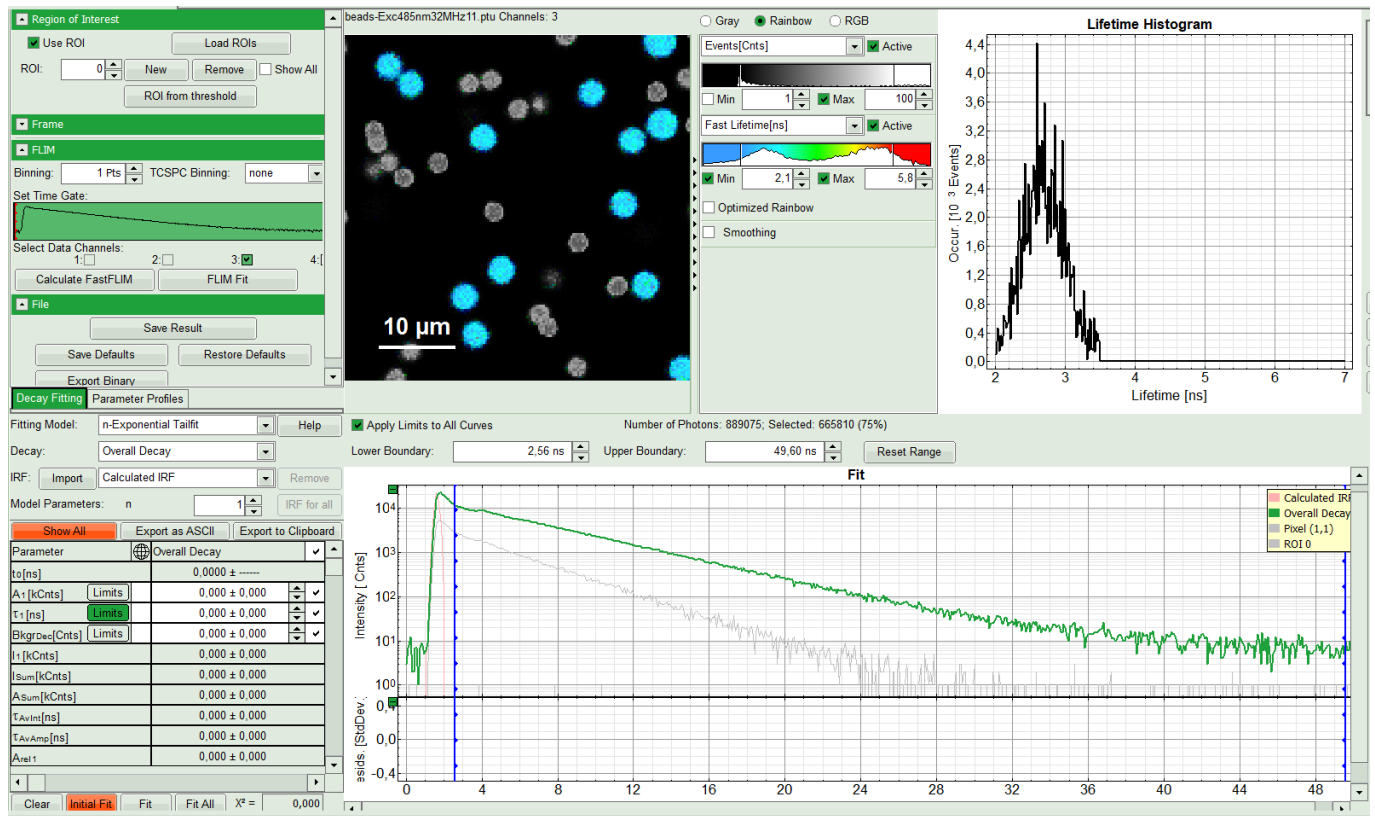 Region of Interest
Use ROI
Load ROIs
ROI:
0
New
Remove
Show All
ROI from threshold
Frame
FLIM
Binning:
1 Pts
TCSPC Binning:
none
Set Time Gate:
Select Data Channels:
1:
2:
3:
4:
Calculate FastFLIM
FLIM Fit
File
Save Result
Save Defaults
Restore Defaults
Export Binary
beads-Exc485nm32MHz11.ptu Channels: 3
10 µm
Gray
Rainbow
RGB
Events[Cnts]
Active
Min
1
Max
100
Fast Lifetime[ns]
Active
Min
2,1
Max
5,8
Optimized Rainbow
Smoothing
Lifetime Histogram
Occur. [10 3 Events]
4,4
4,0
3,6
3,2
2,8
2,4
2,0
1,6
1,2
0,8
0,4
0,0
2 3 4 5 6 7
Lifetime [ns]
Decay Fitting
Parameter Profiles
Fitting Model:
n-Exponential Tailfit
Help
Decay:
Overall Decay
IRF:
Import
Calculated IRF
Remove
Model Parameters:
n
1
IRF for all
Show All
Export as ASCII
Export to Clipboard
Parameter
Overall Decay
t0[ns]
0,0000 ± ------
A1[kCnts]
Limits
0,000 ± 0,000
τ1[ns]
Limits
0,000 ± 0,000
BkgrDec[Cnts]
Limits
0,000 ± 0,000
I1[kCnts]
0,000 ± 0,000
ISum[kCnts]
0,000 ± 0,000
ASum[kCnts]
0,000 ± 0,000
τAvInt[ns]
0,000 ± 0,000
τAvAmp[ns]
0,000 ± 0,000
Arel1
0,000 ± 0,000
Clear
Initial Fit
Fit
Fit All
X² =
0,000
Apply Limits to All Curves
Number of Photons: 889075; Selected: 665810 (75%)
Lower Boundary:
2,56 ns
Upper Boundary:
49,60 ns
Reset Range
Fit
Intensity [ Cnts]
10⁴
10³
10²
10¹
10⁰
Calculated IRF
Overall Decay
Pixel (1,1)
ROI 0
esids. [StdDev.]
0,4
0,0
-0,4
0 4 8 12 16 20 24 28 32 36 40 44 48